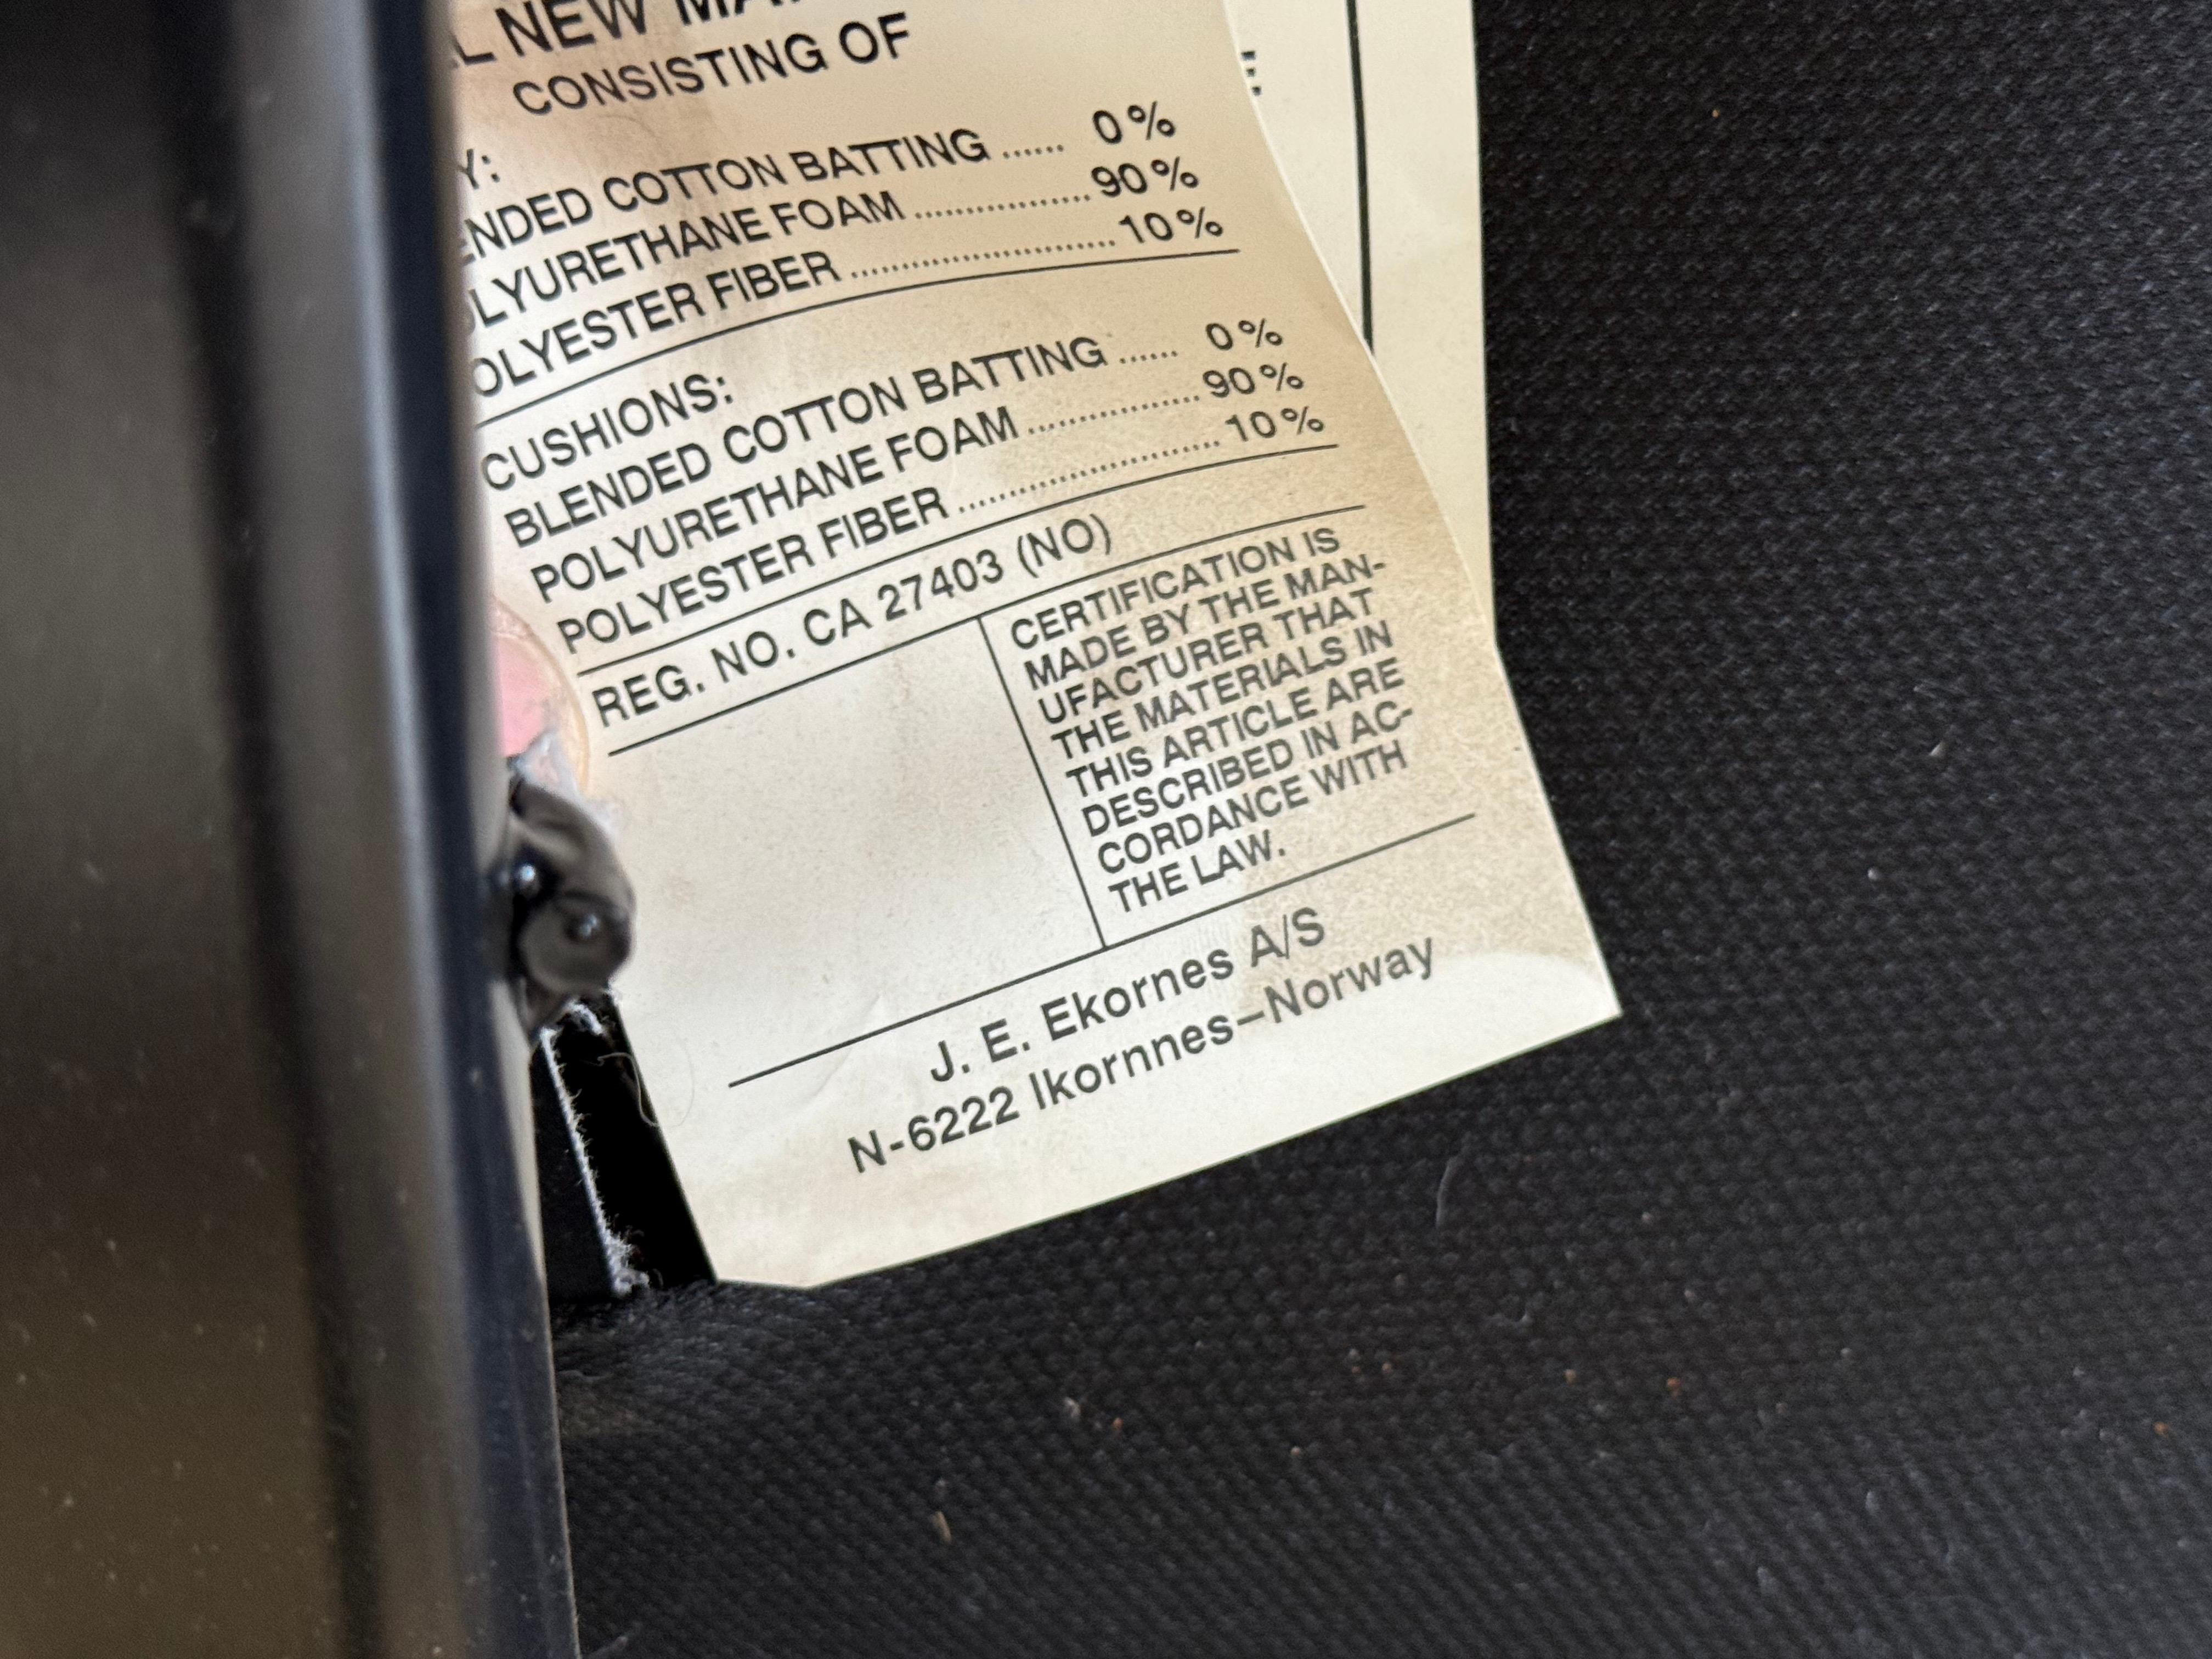 NEW
CONSISTING OF
Y:
ENDED COTTON BATTING ...... 0%
LYURETHANE FOAM .................. 90%
OLYESTER FIBER ........................... 10%
CUSHIONS:
BLENDED COTTON BATTING ...... 0%
POLYURETHANE FOAM .................. 90%
POLYESTER FIBER ........................... 10%
REG. NO. CA 27403 (NO)
CERTIFICATION IS
MADE BY THE MAN-
UFACTURER THAT
THE MATERIALS IN
THIS ARTICLE ARE
DESCRIBED IN AC-
CORDANCE WITH
THE LAW.
J. E. Ekornes A/S
N-6222 Ikornnes–Norway